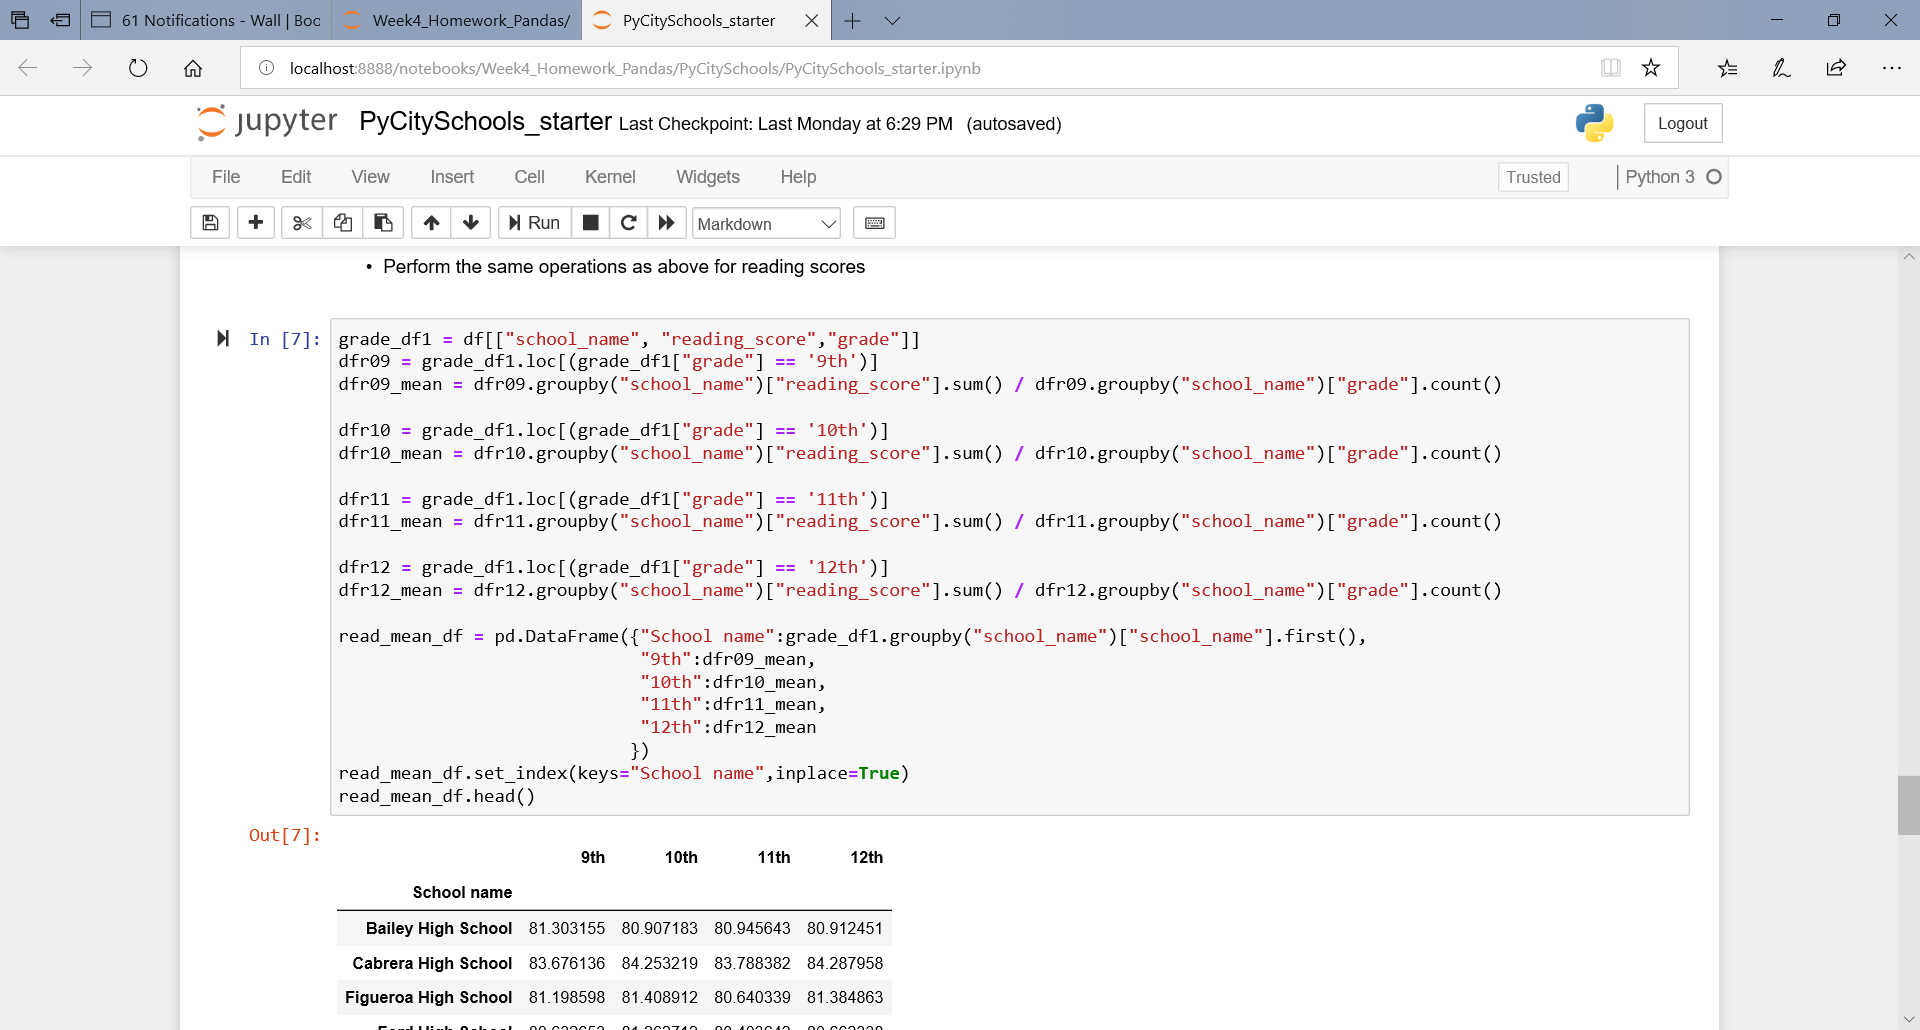 61 Notifications - Wall | Boo
Week4_Homework_Pandas/
PyCitySchools_starter
localhost:8888/notebooks/Week4_Homework_Pandas/PyCitySchools/PyCitySchools_starter.ipynb
jupyter PyCitySchools_starter Last Checkpoint: Last Monday at 6:29 PM (autosaved)
Logout
File Edit View Insert Cell Kernel Widgets Help
Trusted
Python 3
Run
Markdown
• Perform the same operations as above for reading scores
In [7]:
grade_df1 = df[["school_name", "reading_score","grade"]]
dfr09 = grade_df1.loc[(grade_df1["grade"] == '9th')]
dfr09_mean = dfr09.groupby("school_name")["reading_score"].sum() / dfr09.groupby("school_name")["grade"].count()
dfr10 = grade_df1.loc[(grade_df1["grade"] == '10th')]
dfr10_mean = dfr10.groupby("school_name")["reading_score"].sum() / dfr10.groupby("school_name")["grade"].count()
dfr11 = grade_df1.loc[(grade_df1["grade"] == '11th')]
dfr11_mean = dfr11.groupby("school_name")["reading_score"].sum() / dfr11.groupby("school_name")["grade"].count()
dfr12 = grade_df1.loc[(grade_df1["grade"] == '12th')]
dfr12_mean = dfr12.groupby("school_name")["reading_score"].sum() / dfr12.groupby("school_name")["grade"].count()
read_mean_df = pd.DataFrame({"School name":grade_df1.groupby("school_name")["school_name"].first(),
"9th":dfr09_mean,
"10th":dfr10_mean,
"11th":dfr11_mean,
"12th":dfr12_mean
})
read_mean_df.set_index(keys="School name",inplace=True)
read_mean_df.head()
Out[7]:
9th 10th 11th 12th
School name
Bailey High School 81.303155 80.907183 80.945643 80.912451
Cabrera High School 83.676136 84.253219 83.788382 84.287958
Figueroa High School 81.198598 81.408912 80.640339 81.384863